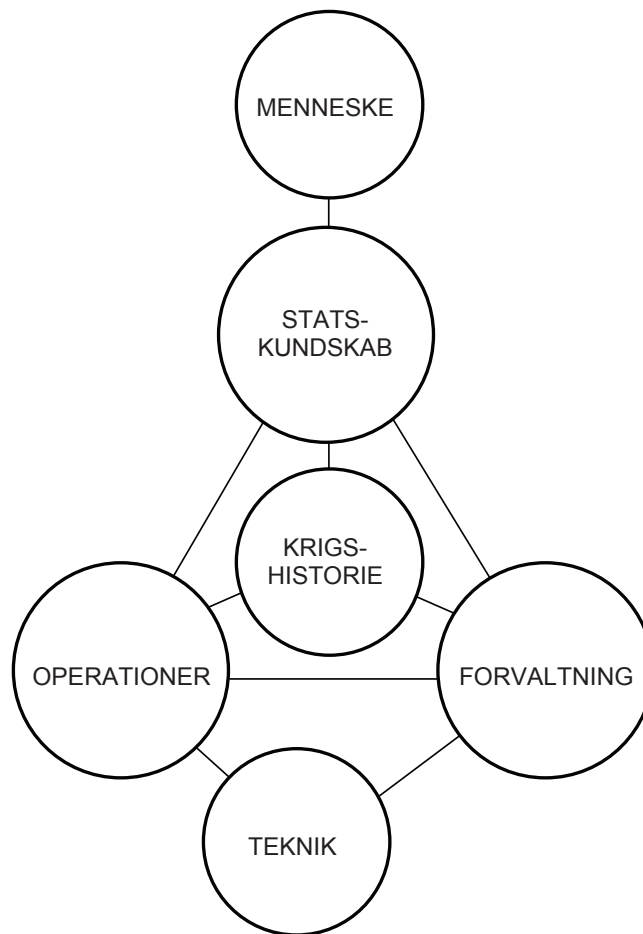 MENNESKE
STATS-
KUNDSKAB
KRIGS-
HISTORIE
OPERATIONER
FORVALTNING
TEKNIK